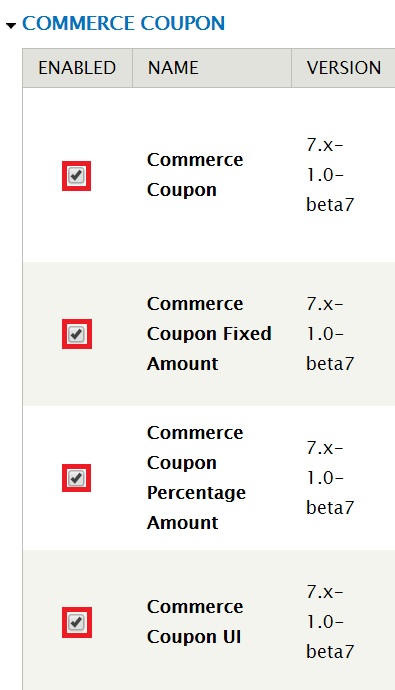 COMMERCE COUPON
ENABLED NAME VERSION
Commerce
Coupon
7.x-
1.0-
beta7
Commerce
Coupon Fixed
Amount
7.x-
1.0-
beta7
Commerce
Coupon
Percentage
Amount
7.x-
1.0-
beta7
Commerce
Coupon UI
7.x-
1.0-
beta7